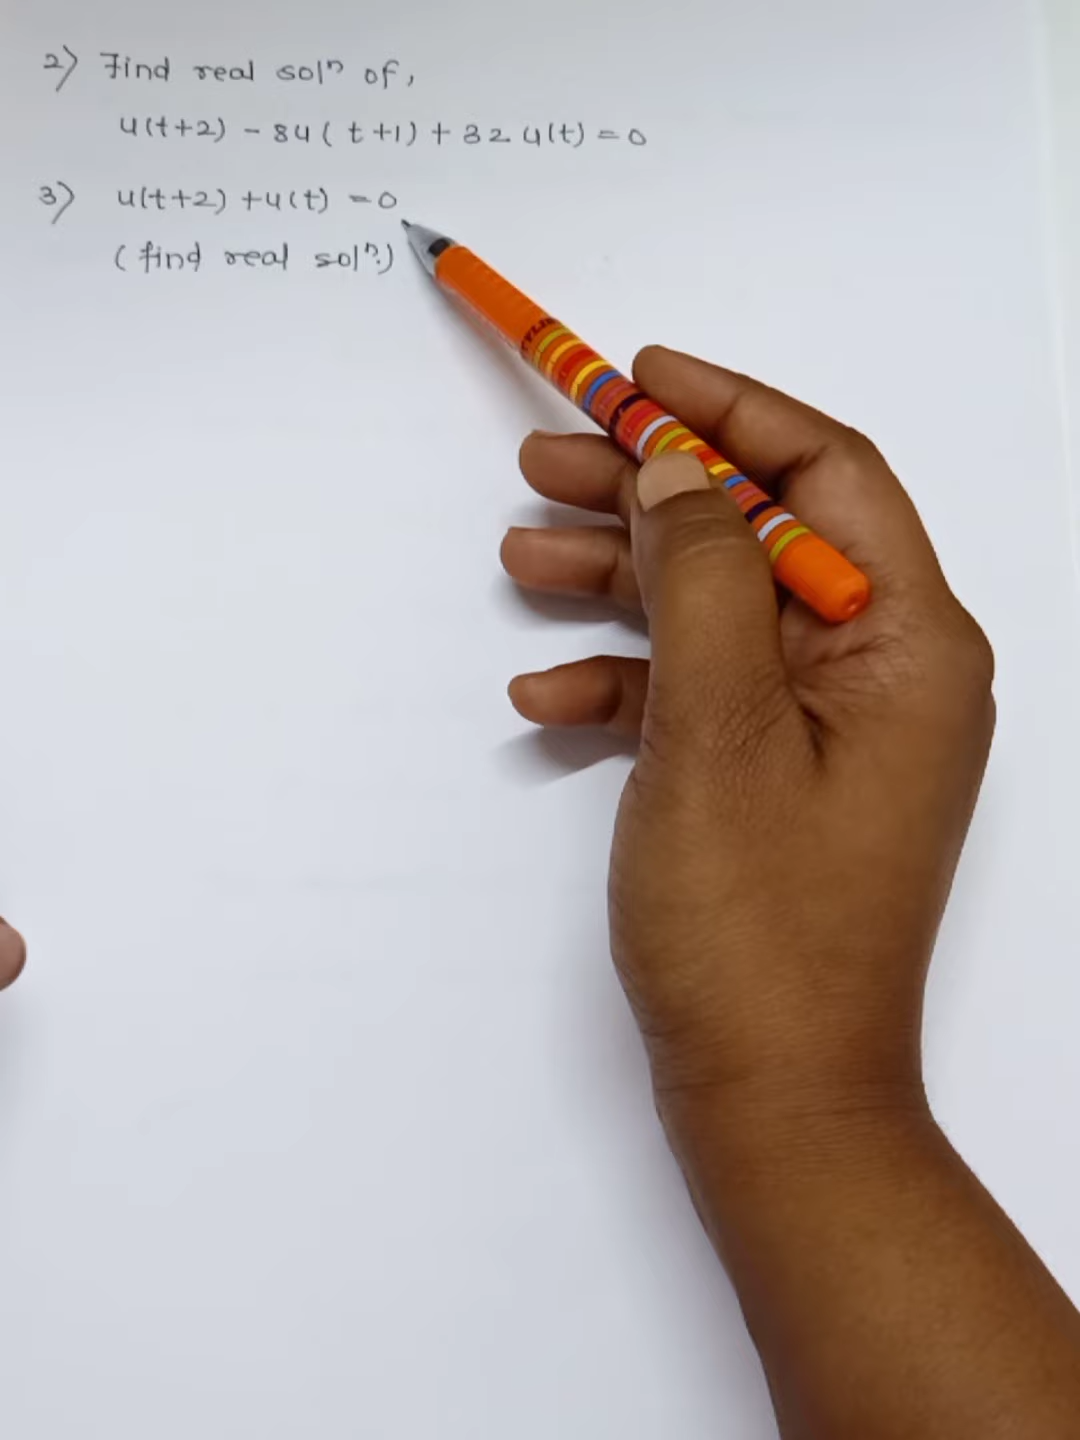 2) Find real solⁿ of,
u(t+2) - 8u(t+1) + 32u(t) = 0
3) u(t+2) + u(t) = 0
(find real solⁿ.)